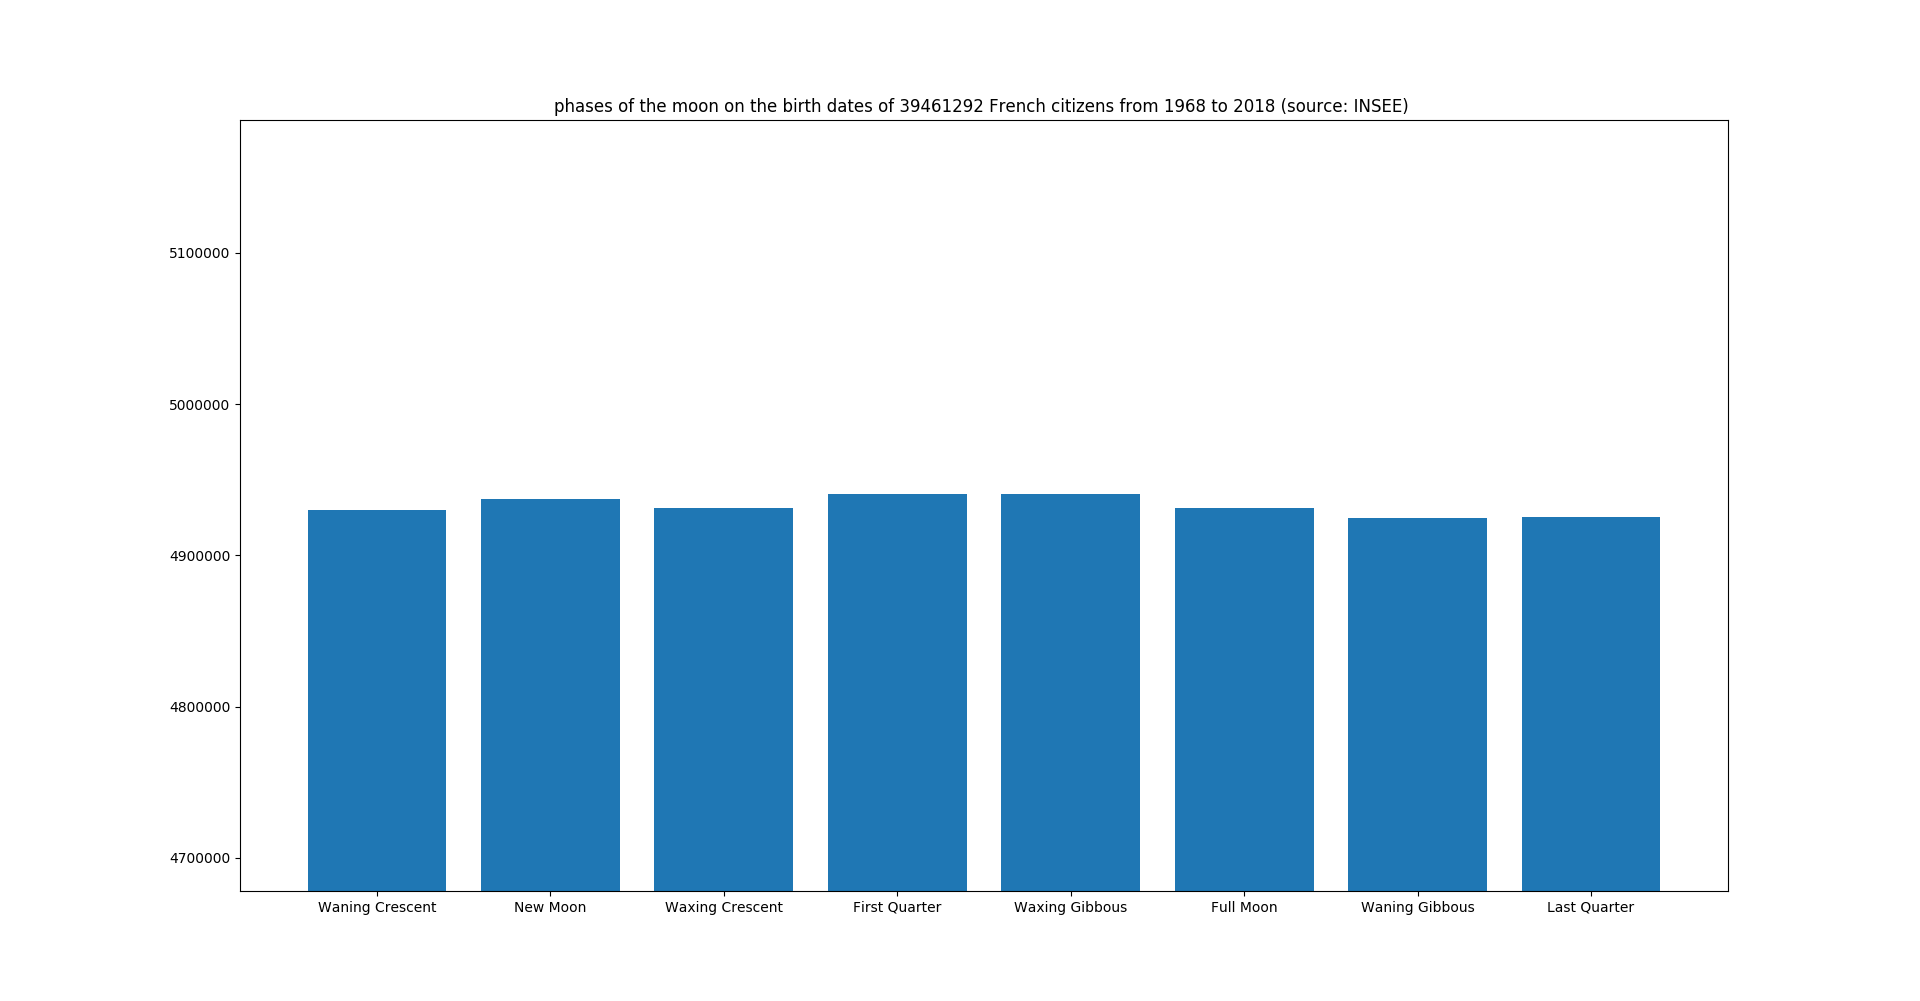 phases of the moon on the birth dates of 39461292 French citizens from 1968 to 2018 (source: INSEE)
5100000
5000000
4900000
4800000
4700000
Waning Crescent New Moon Waxing Crescent First Quarter Waxing Gibbous Full Moon Waning Gibbous Last Quarter